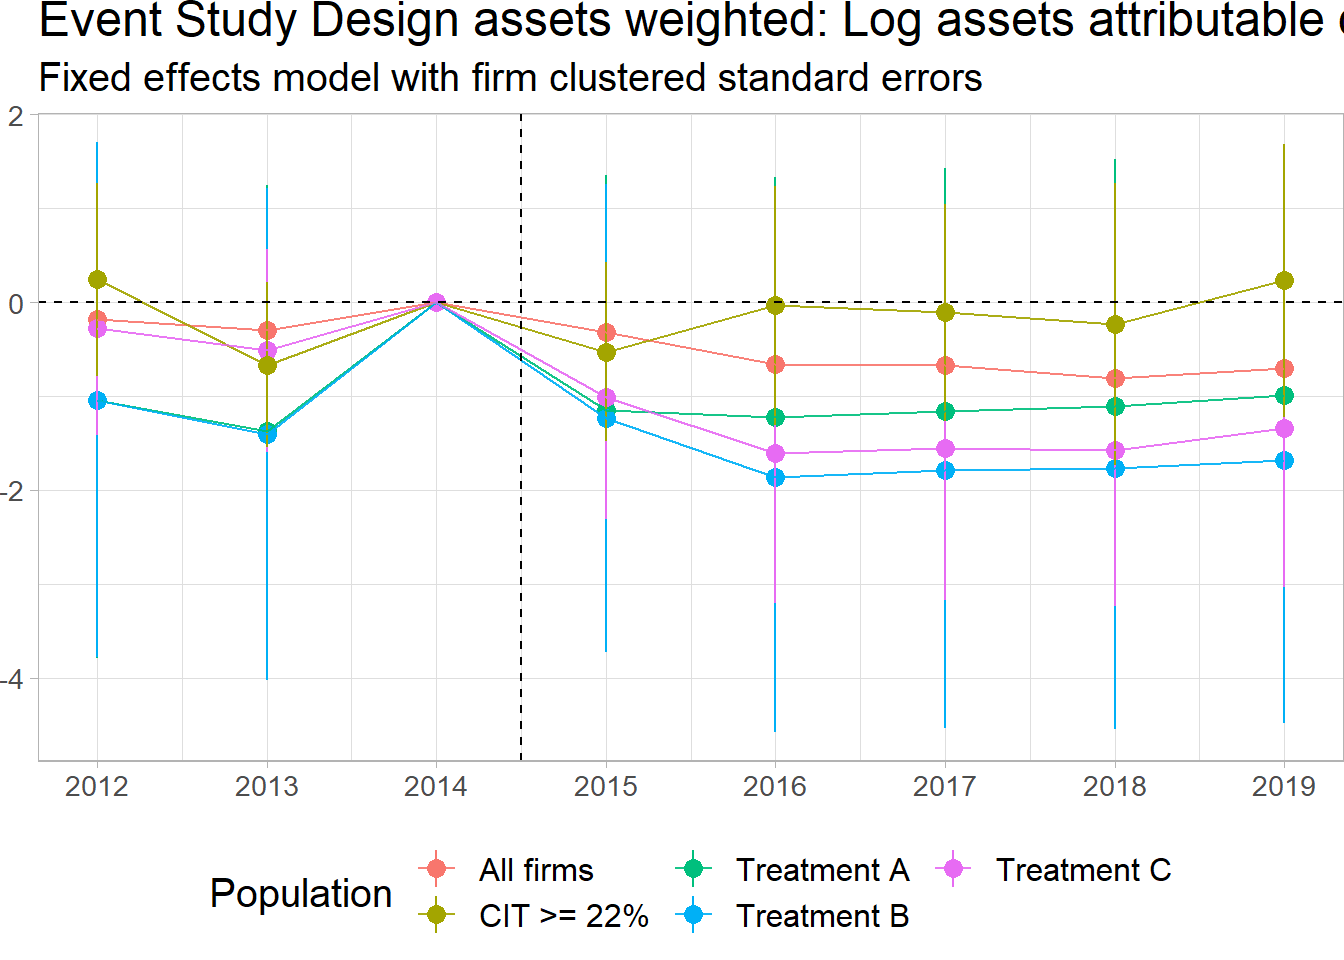 Event Study Design assets weighted: Log assets attributable
Fixed effects model with firm clustered standard errors
2
0
-2
-4
2012 2013 2014 2015 2016 2017 2018 2019
Population
All firms Treatment A Treatment C
CIT >= 22% Treatment B